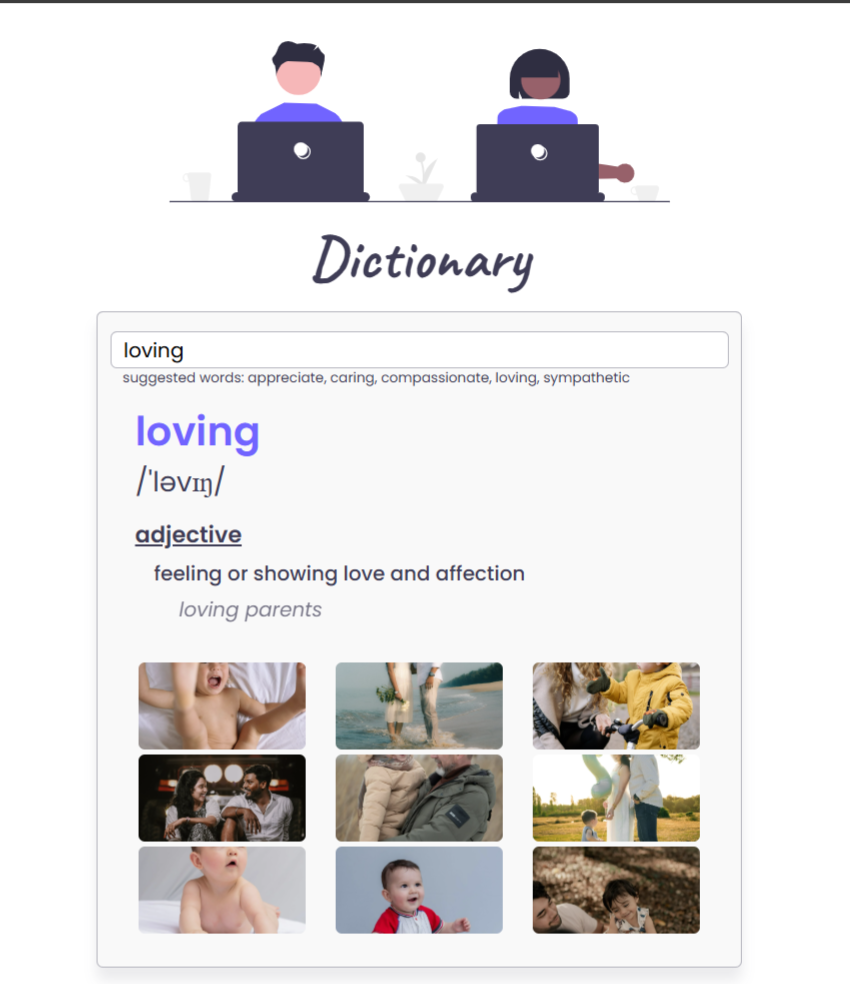 Dictionary
loving
suggested words: appreciate, caring, compassionate, loving, sympathetic
loving
/ˈləvɪŋ/
adjective
feeling or showing love and affection
loving parents